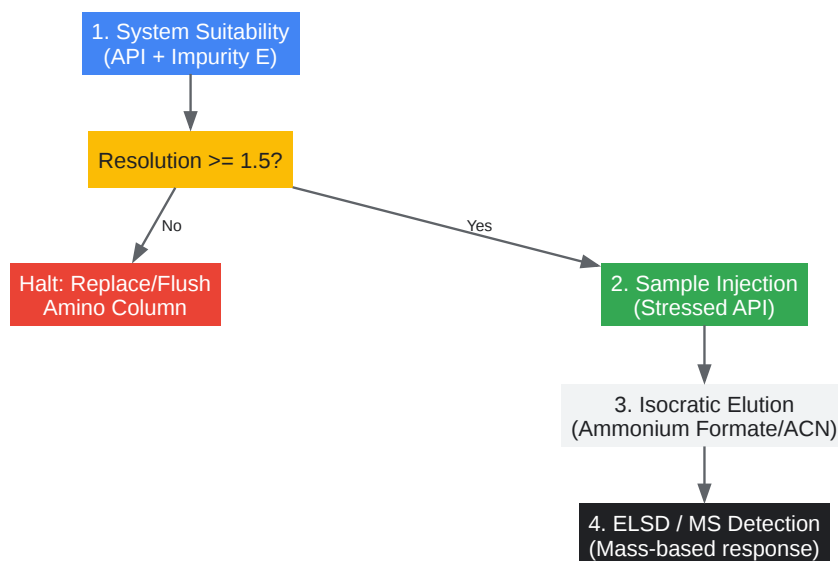 1. System Suitability
(API + Impurity E)
Resolution >= 1.5?
No
Yes
Halt: Replace/Flush
Amino Column
2. Sample Injection
(Stressed API)
3. Isocratic Elution
(Ammonium Formate/ACN)
4. ELSD / MS Detection
(Mass-based response)